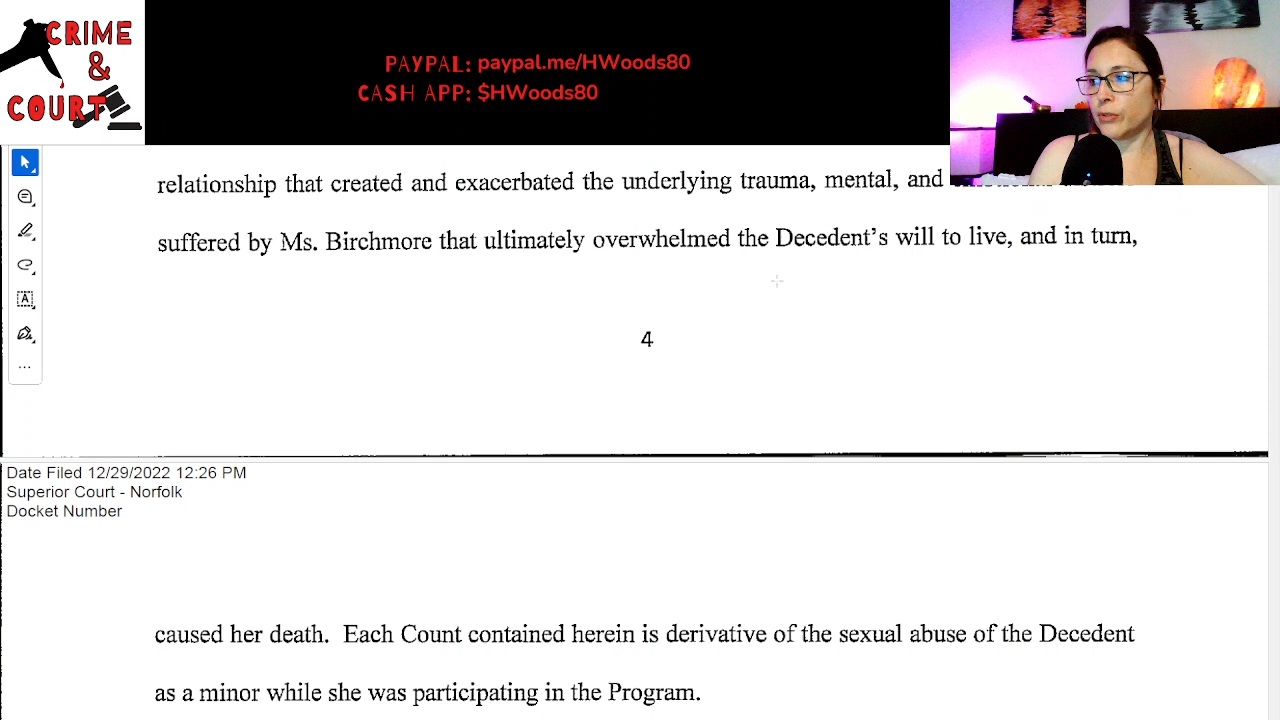 CRIME
&
COURT
PAYPAL: paypal.me/HWoods80
CASH APP: $HWoods80
relationship that created and exacerbated the underlying trauma, mental, and
suffered by Ms. Birchmore that ultimately overwhelmed the Decedent's will to live, and in turn,
4
Date Filed 12/29/2022 12:26 PM
Superior Court - Norfolk
Docket Number
caused her death. Each Count contained herein is derivative of the sexual abuse of the Decedent
as a minor while she was participating in the Program.